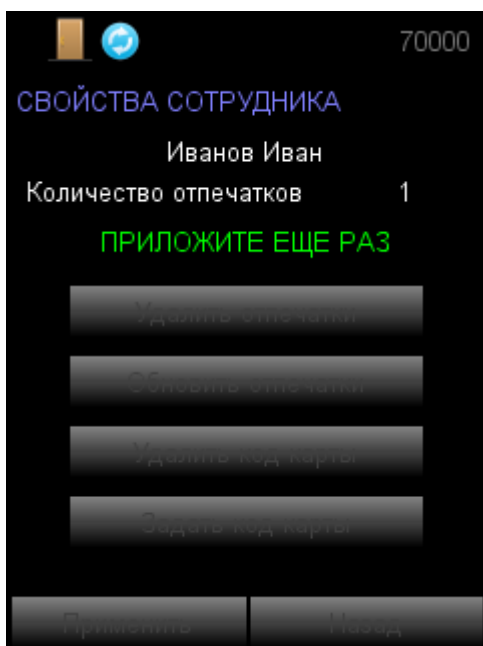 70000
СВОЙСТВА СОТРУДНИКА
Иванов Иван
Количество отпечатков 1
ПРИЛОЖИТЕ ЕЩЕ РАЗ
Удалить отпечатки
Обновить отпечатки
Удалить код карты
Задать код карты
Применить Назад